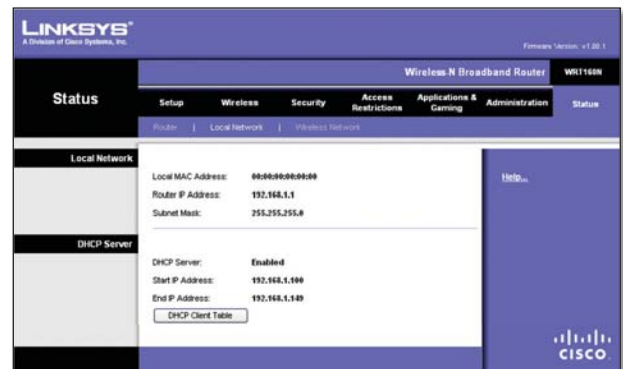 LINKSYS®
A Division of Cisco Systems, Inc.
Firmware Version: v1.00.1
Wireless-N Broadband Router WRT160N
Status
Setup Wireless Security Access Restrictions Applications & Gaming Administration Status
Router | Local Network | Wireless Network
Local Network
Local MAC Address: 00:00:00:00:00:00
Router IP Address: 192.168.1.1
Subnet Mask: 255.255.255.0
Help...
DHCP Server
DHCP Server: Enabled
Start IP Address: 192.168.1.100
End IP Address: 192.168.1.149
DHCP Client Table
CISCO